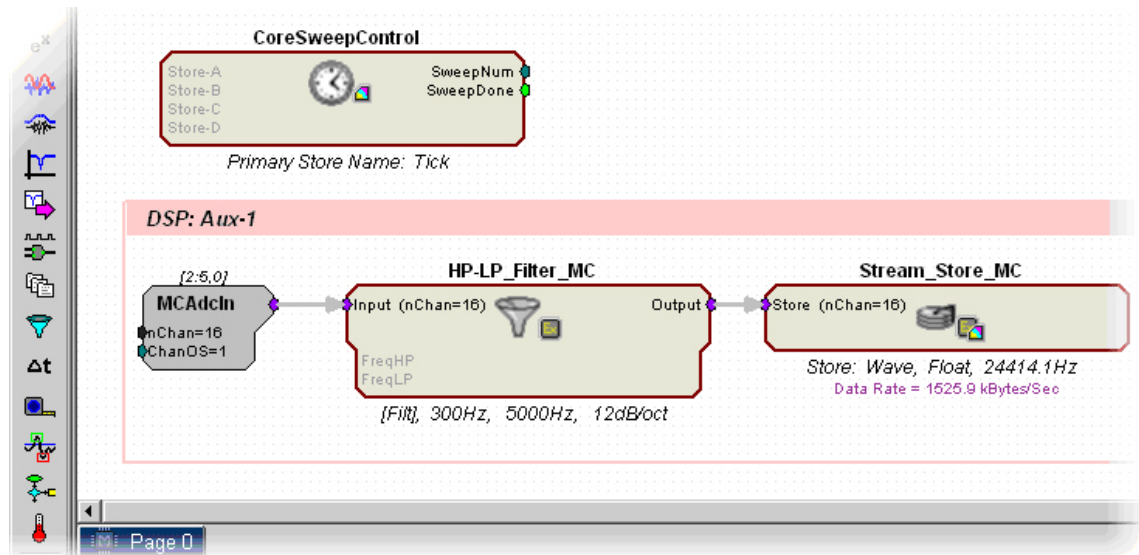 e^x
CoreSweepControl
Store-A
Store-B
Store-C
Store-D
SweepNum
SweepDone
Primary Store Name: Tick
DSP: Aux-1
[2:5,0]
MCAdcIn
nChan=16
ChanOS=1
HP-LP_Filter_MC
Input (nChan=16)
Output
FreqHP
FreqLP
[Filt], 300Hz, 5000Hz, 12dB/oct
Stream_Store_MC
Store (nChan=16)
Store: Wave, Float, 24414.1Hz
Data Rate = 1525.9 kBytes/Sec
Δt
Page 0